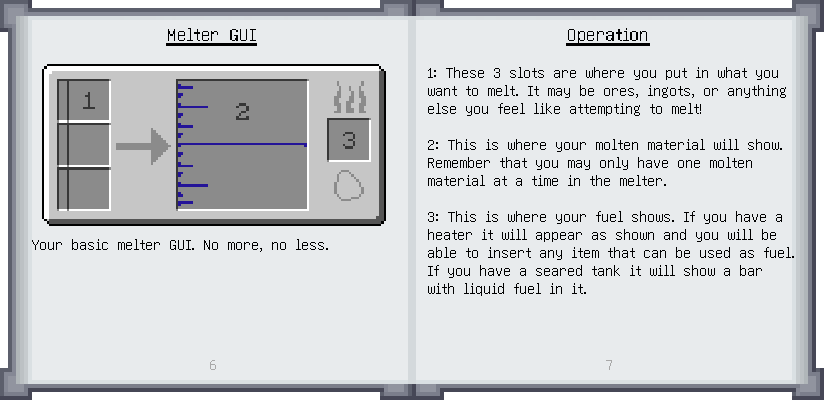 Melter GUI
1
2
3
Your basic melter GUI. No more, no less.
6
Operation
1: These 3 slots are where you put in what you
want to melt. It may be ores, ingots, or anything
else you feel like attempting to melt!
2: This is where your molten material will show.
Remember that you may only have one molten
material at a time in the melter.
3: This is where your fuel shows. If you have a
heater it will appear as shown and you will be
able to insert any item that can be used as fuel.
If you have a seared tank it will show a bar
with liquid fuel in it.
7